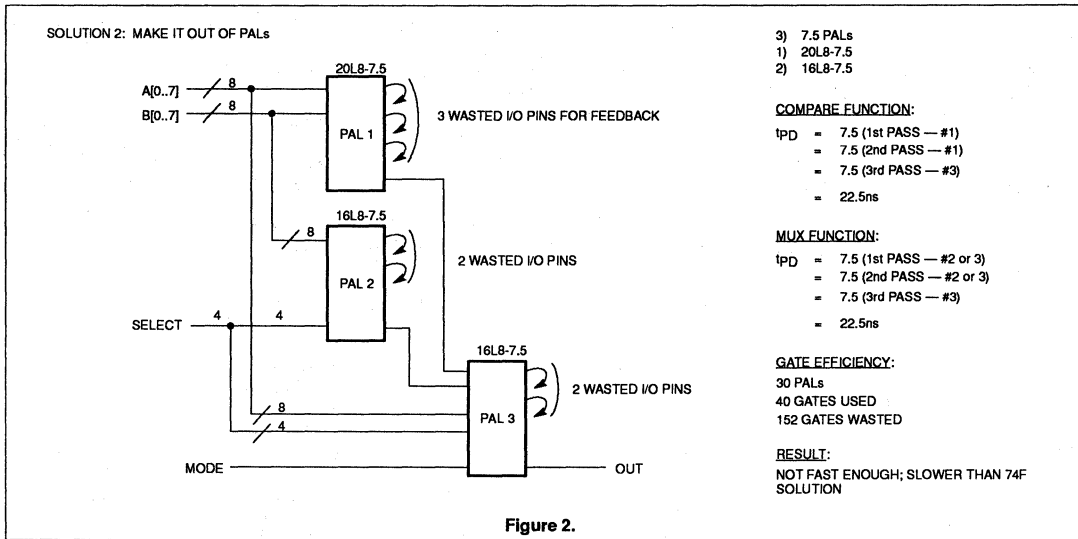 SOLUTION 2: MAKE IT OUT OF PALs
20L8-7.5
A[0..7]
8
B[0..7]
8
PAL 1
3 WASTED I/O PINS FOR FEEDBACK
16L8-7.5
8
PAL 2
2 WASTED I/O PINS
SELECT
4
4
16L8-7.5
PAL 3
2 WASTED I/O PINS
8
4
MODE
OUT
3) 7.5 PALs
1) 20L8-7.5
2) 16L8-7.5
COMPARE FUNCTION:
tPD = 7.5 (1st PASS — #1)
= 7.5 (2nd PASS — #1)
= 7.5 (3rd PASS — #3)
= 22.5ns
MUX FUNCTION:
tPD = 7.5 (1st PASS — #2 or 3)
= 7.5 (2nd PASS — #2 or 3)
= 7.5 (3rd PASS — #3)
= 22.5ns
GATE EFFICIENCY:
30 PALs
40 GATES USED
152 GATES WASTED
RESULT:
NOT FAST ENOUGH; SLOWER THAN 74F
SOLUTION
Figure 2.